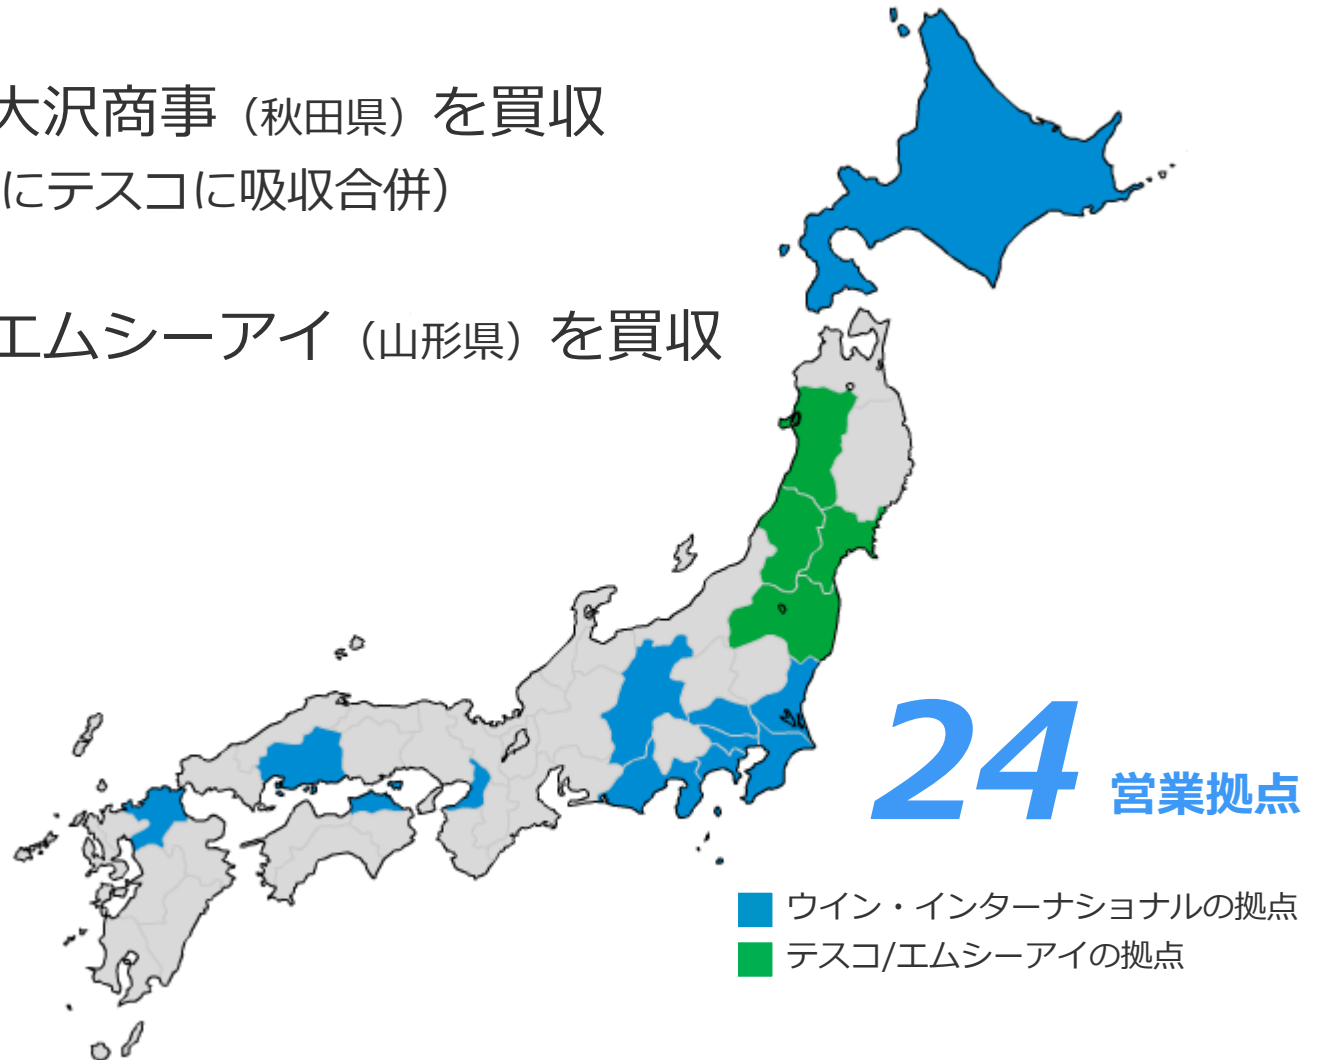 大沢商事（秋田県）を買収
にテスコに吸収合併）
エムシーアイ（山形県）を買収
24 営業拠点
ウイン・インターナショナルの拠点
テスコ/エムシーアイの拠点